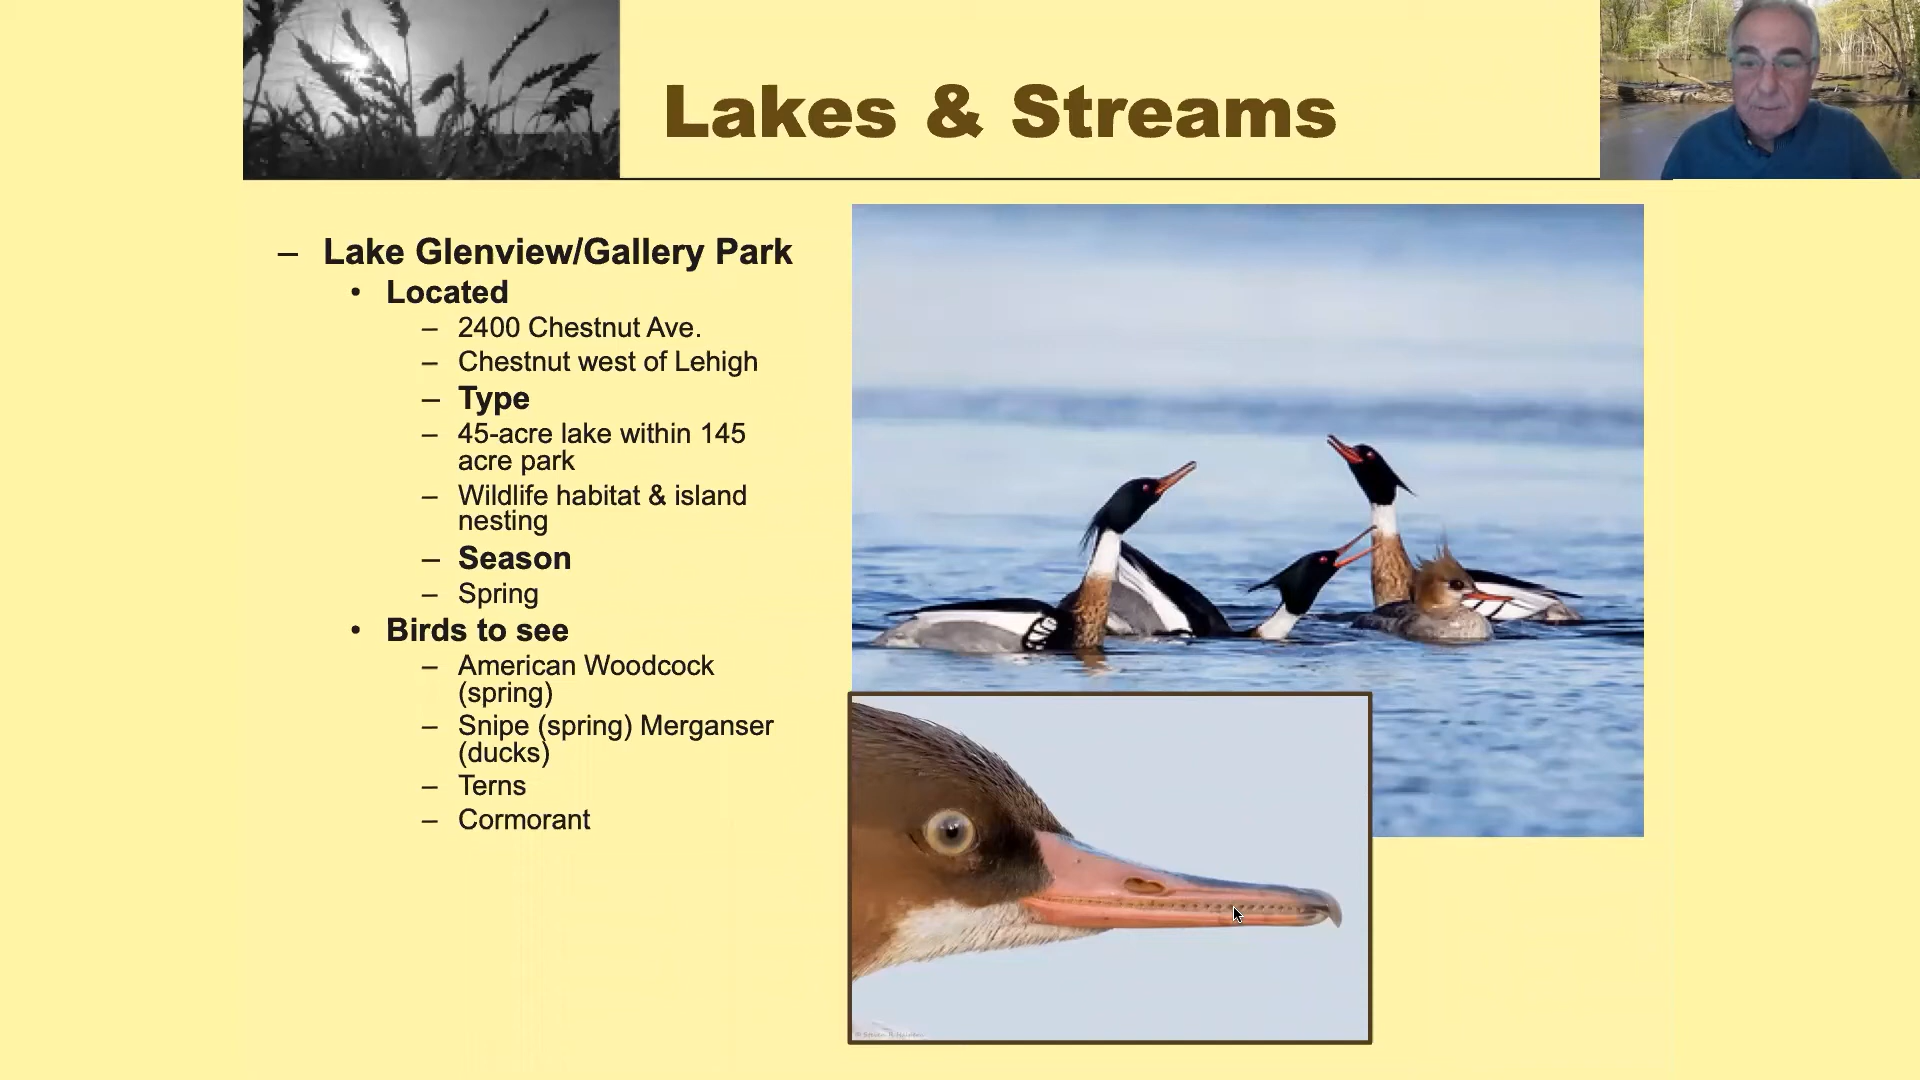 Lakes & Streams
– Lake Glenview/Gallery Park
• Located
– 2400 Chestnut Ave.
– Chestnut west of Lehigh
– Type
– 45-acre lake within 145
acre park
– Wildlife habitat & island
nesting
– Season
– Spring
• Birds to see
– American Woodcock
(spring)
– Snipe (spring) Merganser
(ducks)
– Terns
– Cormorant